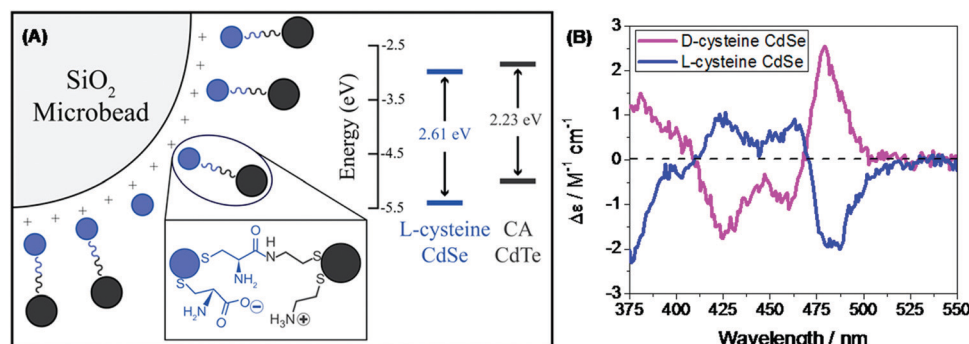 (A)
SiO2
Microbead
+ + + + + + + + + + + +
Energy (eV)
-2.5
-3.5
-4.5
-5.5
2.61 eV
2.23 eV
L-cysteine
CdSe
CA
CdTe
S
O
H
N
S
S
NH2
S
O
O⊖
H2N
H3N⊕
(B)
D-cysteine CdSe
L-cysteine CdSe
Δε / M⁻¹ cm⁻¹
3
2
1
0
-1
-2
-3
375 400 425 450 475 500 525 550
Wavelength / nm